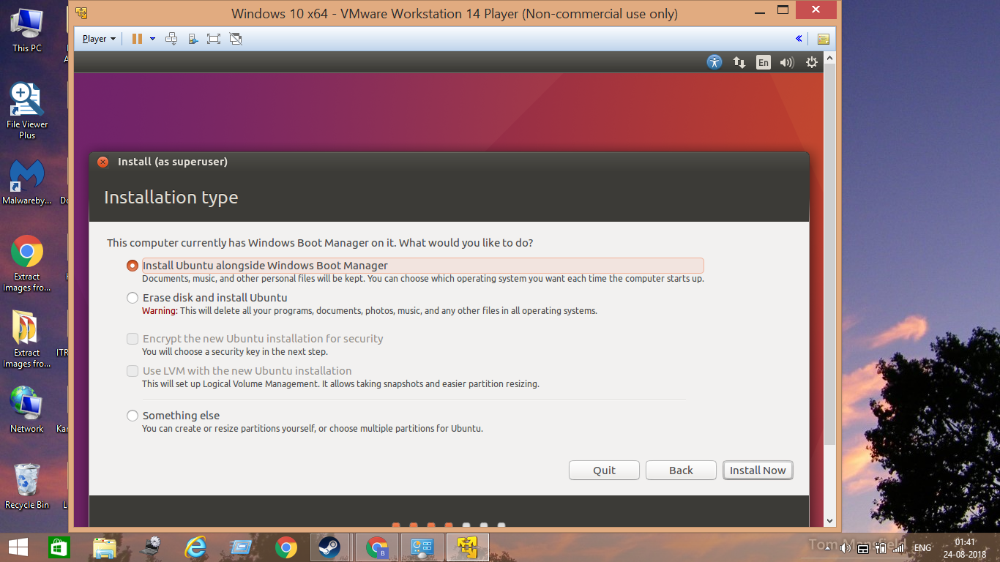 Windows 10 x64 - VMware Workstation 14 Player (Non-commercial use only)
Player
En
Install (as superuser)
Installation type
This computer currently has Windows Boot Manager on it. What would you like to do?
Install Ubuntu alongside Windows Boot Manager
Documents, music, and other personal files will be kept. You can choose which operating system you want each time the computer starts up.
Erase disk and install Ubuntu
Warning: This will delete all your programs, documents, photos, music, and any other files in all operating systems.
Encrypt the new Ubuntu installation for security
You will choose a security key in the next step.
Use LVM with the new Ubuntu installation
This will set up Logical Volume Management. It allows taking snapshots and easier partition resizing.
Something else
You can create or resize partitions yourself, or choose multiple partitions for Ubuntu.
Quit
Back
Install Now
This PC
File Viewer
Plus
Malwareby...
Extract
Images fro...
Extract
Images fro...
ITR
Network
Kar
Recycle Bin
Tom Mansfield
ENG
01:41
24-08-2018